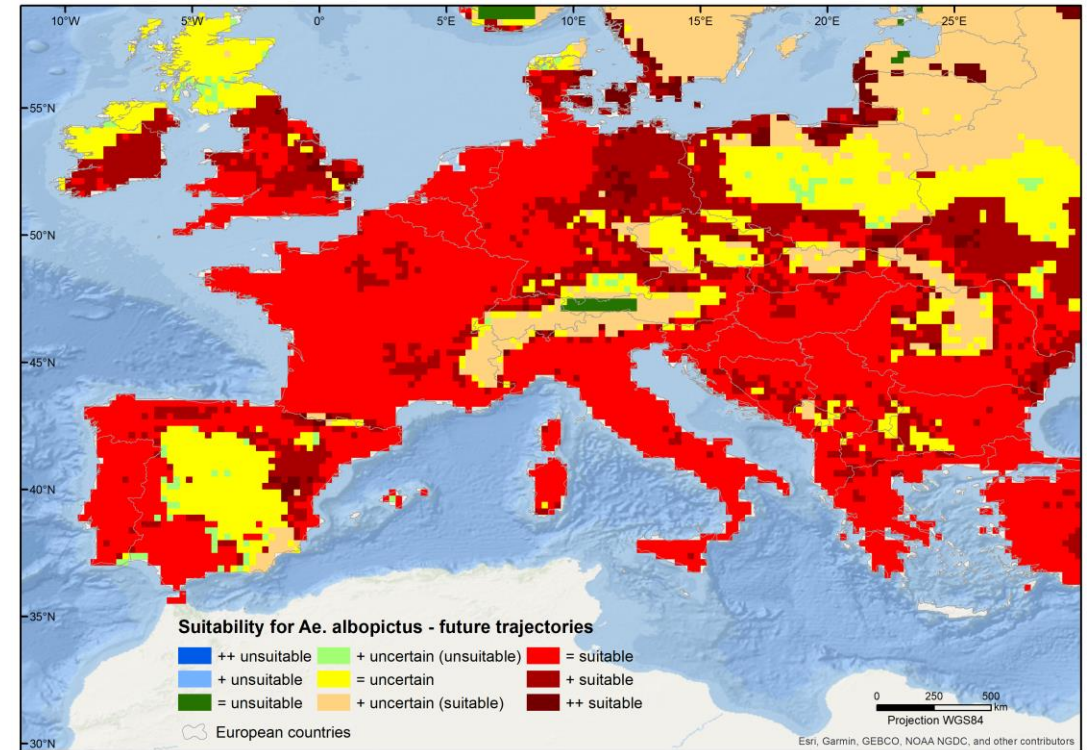 10°W 5°W 0° 5°E 10°E 15°E 20°E 25°E
55°N
50°N
45°N
40°N
35°N
30°N
Suitability for Ae. albopictus - future trajectories
++ unsuitable + uncertain (unsuitable) = suitable
+ unsuitable = uncertain + suitable
= unsuitable + uncertain (suitable) ++ suitable
European countries
0 250 500
km
Projection WGS84
Esri, Garmin, GEBCO, NOAA NGDC, and other contributors